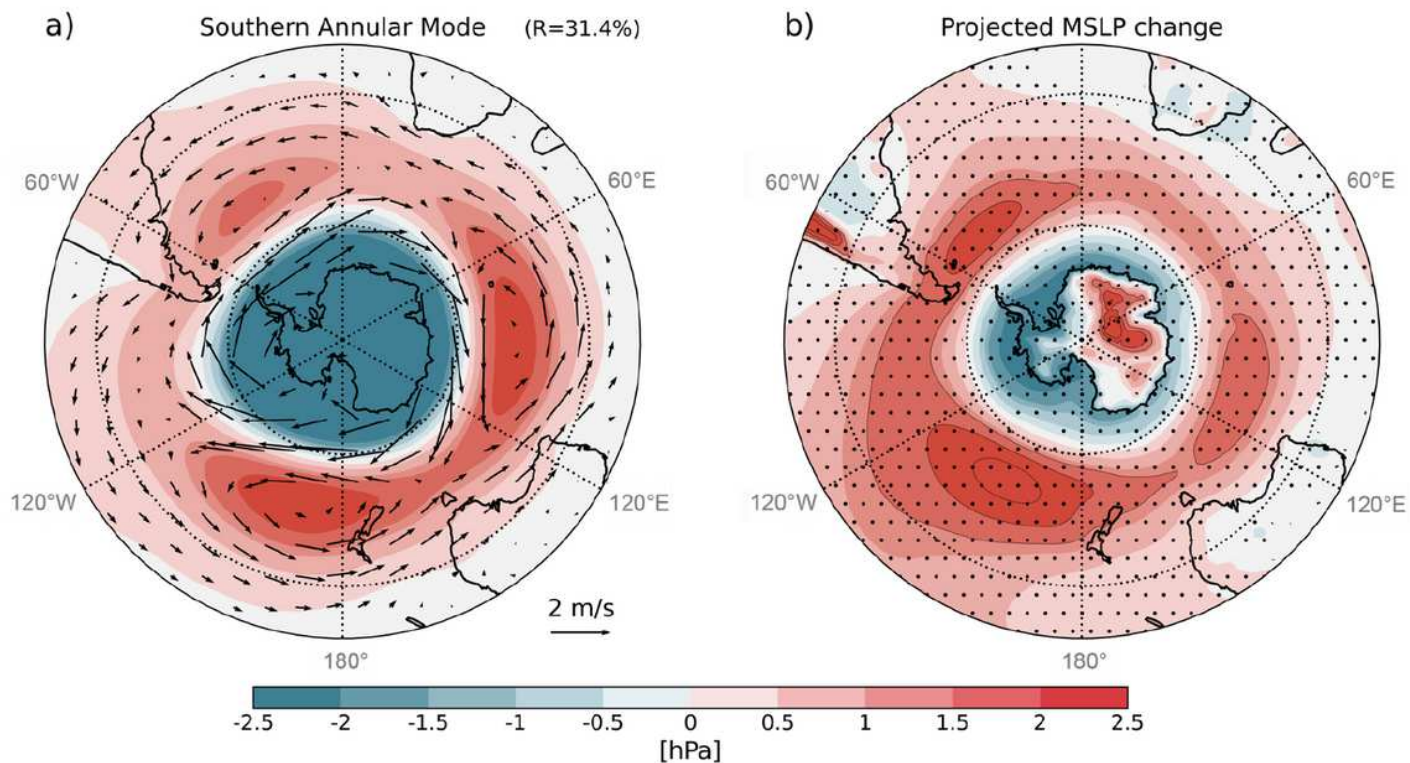 a) Southern Annular Mode (R=31.4%)
b) Projected MSLP change
60°W
60°E
120°W
120°E
180°
2 m/s
60°W
60°E
120°W
120°E
180°
-2.5 -2 -1.5 -1 -0.5 0 0.5 1 1.5 2 2.5
[hPa]